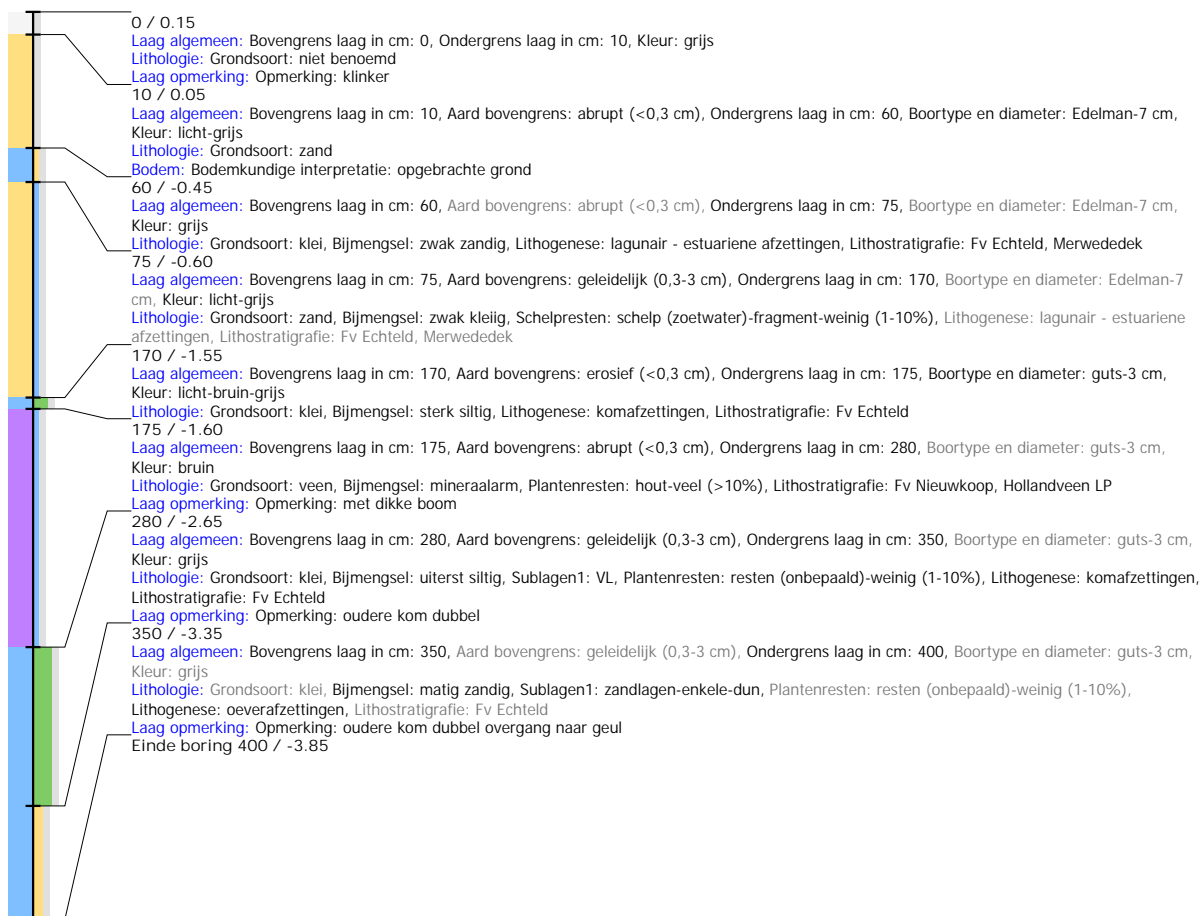 0 / 0.15
Laag algemeen: Bovengrens laag in cm: 0, Ondergrens laag in cm: 10, Kleur: grijs
Lithologie: Grondsoort: niet benoemd
Laag opmerking: Opmerking: klinker
10 / 0.05
Laag algemeen: Bovengrens laag in cm: 10, Aard bovengrens: abrupt (<0,3 cm), Ondergrens laag in cm: 60, Boortype en diameter: Edelman-7 cm,
Kleur: licht-grijs
Lithologie: Grondsoort: zand
Bodem: Bodemkundige interpretatie: opgebrachte grond
60 / -0.45
Laag algemeen: Bovengrens laag in cm: 60, Aard bovengrens: abrupt (<0,3 cm), Ondergrens laag in cm: 75, Boortype en diameter: Edelman-7 cm,
Kleur: grijs
Lithologie: Grondsoort: klei, Bijmengsel: zwak zandig, Lithogenese: lagunair - estuariene afzettingen, Lithostratigrafie: Fv Echteld, Merwededek
75 / -0.60
Laag algemeen: Bovengrens laag in cm: 75, Aard bovengrens: geleidelijk (0,3-3 cm), Ondergrens laag in cm: 170, Boortype en diameter: Edelman-7
cm, Kleur: licht-grijs
Lithologie: Grondsoort: zand, Bijmengsel: zwak kleiig, Schelpresten: schelp (zoetwater)-fragment-weinig (1-10%), Lithogenese: lagunair - estuariene
afzettingen, Lithostratigrafie: Fv Echteld, Merwededek
170 / -1.55
Laag algemeen: Bovengrens laag in cm: 170, Aard bovengrens: erosief (<0,3 cm), Ondergrens laag in cm: 175, Boortype en diameter: guts-3 cm,
Kleur: licht-bruin-grijs
Lithologie: Grondsoort: klei, Bijmengsel: sterk siltig, Lithogenese: komafzettingen, Lithostratigrafie: Fv Echteld
175 / -1.60
Laag algemeen: Bovengrens laag in cm: 175, Aard bovengrens: abrupt (<0,3 cm), Ondergrens laag in cm: 280, Boortype en diameter: guts-3 cm,
Kleur: bruin
Lithologie: Grondsoort: veen, Bijmengsel: mineraalarm, Plantenresten: hout-veel (>10%), Lithostratigrafie: Fv Nieuwkoop, Hollandveen LP
Laag opmerking: Opmerking: met dikke boom
280 / -2.65
Laag algemeen: Bovengrens laag in cm: 280, Aard bovengrens: geleidelijk (0,3-3 cm), Ondergrens laag in cm: 350, Boortype en diameter: guts-3 cm,
Kleur: grijs
Lithologie: Grondsoort: klei, Bijmengsel: uiterst siltig, Sublagen1: VL, Plantenresten: resten (onbepaald)-weinig (1-10%), Lithogenese: komafzettingen,
Lithostratigrafie: Fv Echteld
Laag opmerking: Opmerking: oudere kom dubbel
350 / -3.35
Laag algemeen: Bovengrens laag in cm: 350, Aard bovengrens: geleidelijk (0,3-3 cm), Ondergrens laag in cm: 400, Boortype en diameter: guts-3 cm,
Kleur: grijs
Lithologie: Grondsoort: klei, Bijmengsel: matig zandig, Sublagen1: zandlagen-enkele-dun, Plantenresten: resten (onbepaald)-weinig (1-10%),
Lithogenese: oeverafzettingen, Lithostratigrafie: Fv Echteld
Laag opmerking: Opmerking: oudere kom dubbel overgang naar geul
Einde boring 400 / -3.85